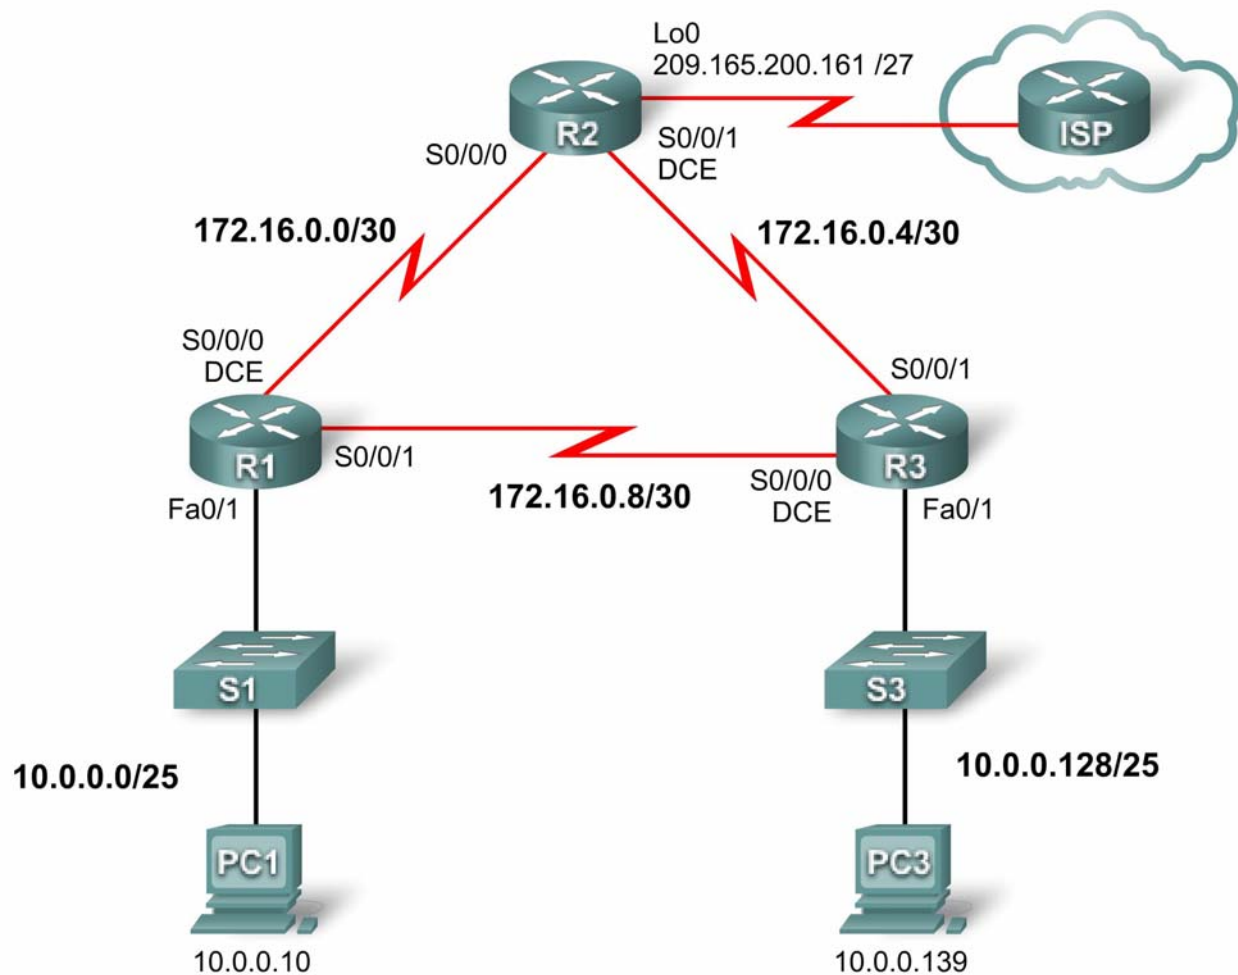 Lo0
209.165.200.161 /27
R2
ISP
S0/0/0
S0/0/1
DCE
172.16.0.0/30
172.16.0.4/30
S0/0/0
DCE
S0/0/1
R1
S0/0/1
R3
172.16.0.8/30
S0/0/0
DCE
Fa0/1
Fa0/1
S1
S3
10.0.0.0/25
10.0.0.128/25
PC1
PC3
10.0.0.10
10.0.0.139